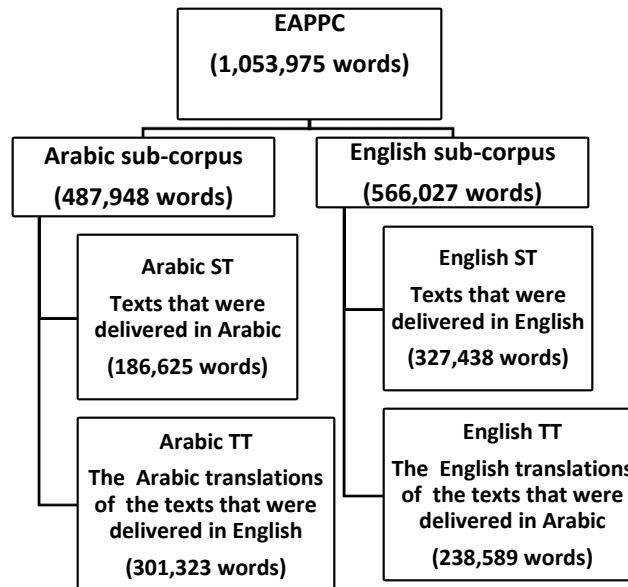 EAPPC
(1,053,975 words)
Arabic sub-corpus
(487,948 words)
English sub-corpus
(566,027 words)
Arabic ST
Texts that were
delivered in Arabic
(186,625 words)
English ST
Texts that were
delivered in English
(327,438 words)
Arabic TT
The Arabic translations
of the texts that were
delivered in English
(301,323 words)
English TT
The English translations
of the texts that were
delivered in Arabic
(238,589 words)